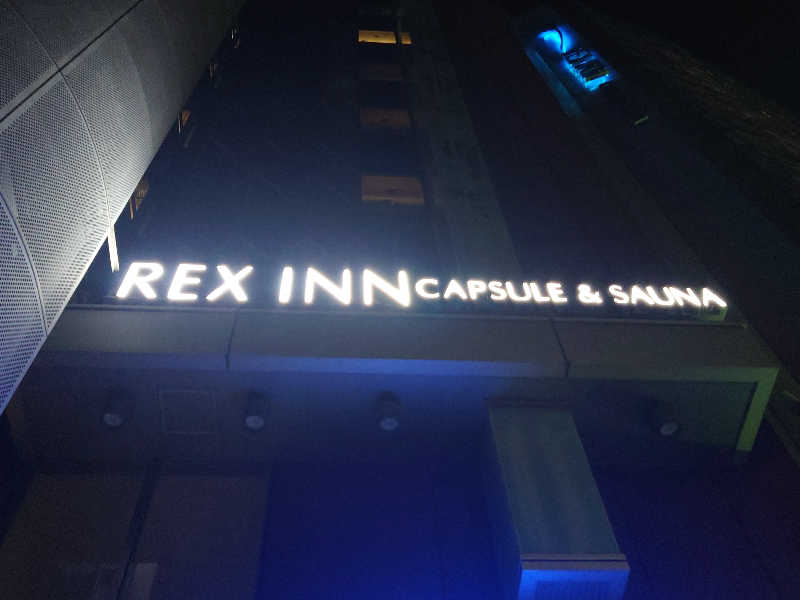 REX INN CAPSULE & SAUNA